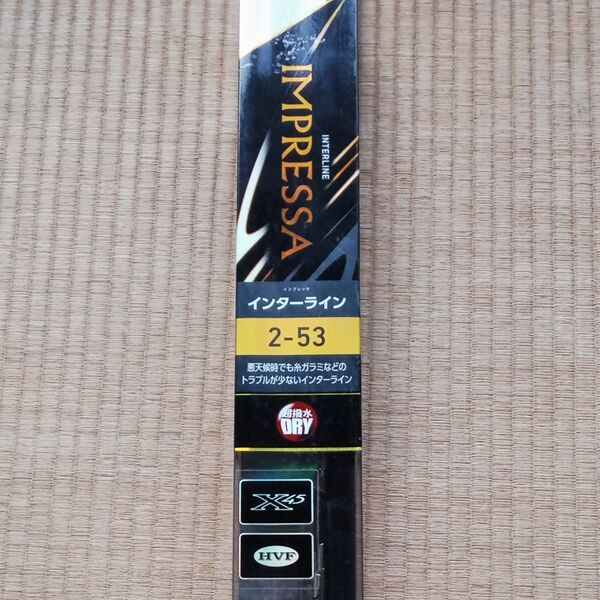 IMPRESSA
INTERLINE
インプレッサ
インターライン
2-53
悪天候時でも糸ガラミなどの
トラブルが少ないインターライン
超撥水
DRY
X45
HVF